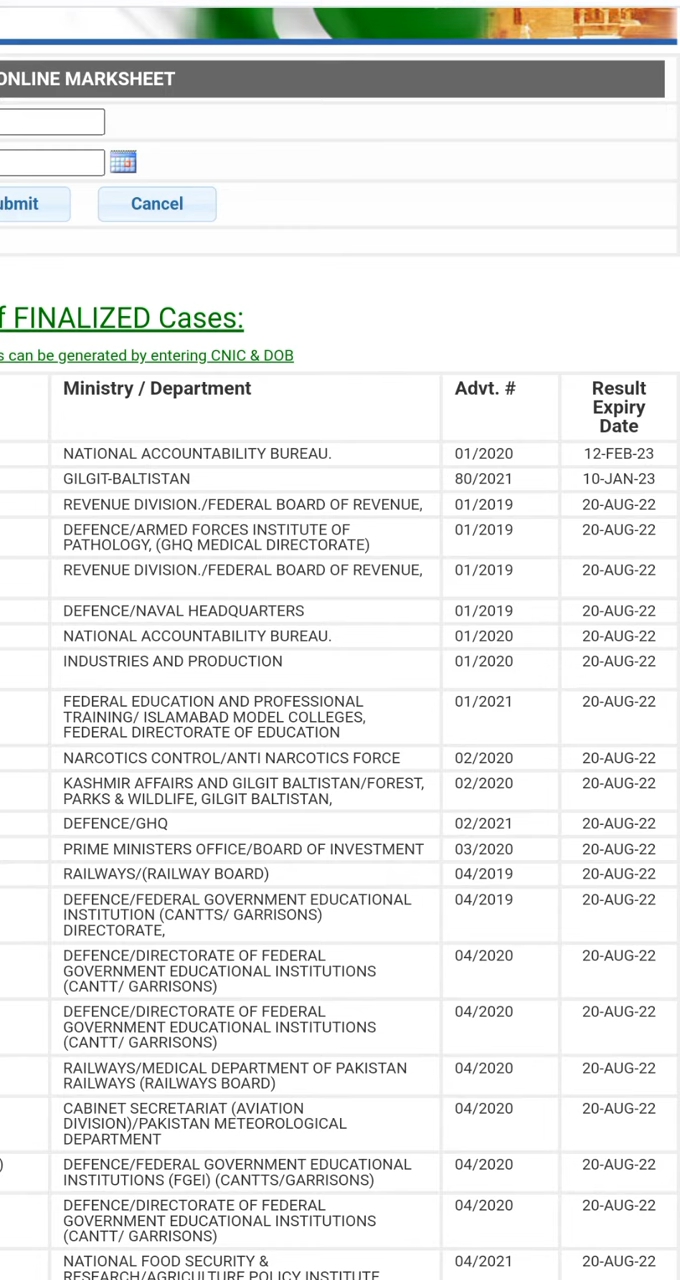 ONLINE MARKSHEET
Cancel
FINALIZED Cases:
can be generated by entering CNIC & DOB
Ministry / Department Advt. # Result
Expiry
Date
NATIONAL ACCOUNTABILITY BUREAU. 01/2020 12-FEB-23
GILGIT-BALTISTAN 80/2021 10-JAN-23
REVENUE DIVISION./FEDERAL BOARD OF REVENUE, 01/2019 20-AUG-22
DEFENCE/ARMED FORCES INSTITUTE OF 01/2019 20-AUG-22
PATHOLOGY, (GHQ MEDICAL DIRECTORATE)
REVENUE DIVISION./FEDERAL BOARD OF REVENUE, 01/2019 20-AUG-22
DEFENCE/NAVAL HEADQUARTERS 01/2019 20-AUG-22
NATIONAL ACCOUNTABILITY BUREAU. 01/2020 20-AUG-22
INDUSTRIES AND PRODUCTION 01/2020 20-AUG-22
FEDERAL EDUCATION AND PROFESSIONAL 01/2021 20-AUG-22
TRAINING/ ISLAMABAD MODEL COLLEGES,
FEDERAL DIRECTORATE OF EDUCATION
NARCOTICS CONTROL/ANTI NARCOTICS FORCE 02/2020 20-AUG-22
KASHMIR AFFAIRS AND GILGIT BALTISTAN/FOREST, 02/2020 20-AUG-22
PARKS & WILDLIFE, GILGIT BALTISTAN,
DEFENCE/GHQ 02/2021 20-AUG-22
PRIME MINISTERS OFFICE/BOARD OF INVESTMENT 03/2020 20-AUG-22
RAILWAYS/(RAILWAY BOARD) 04/2019 20-AUG-22
DEFENCE/FEDERAL GOVERNMENT EDUCATIONAL 04/2019 20-AUG-22
INSTITUTION (CANTTS/ GARRISONS)
DIRECTORATE,
DEFENCE/DIRECTORATE OF FEDERAL 04/2020 20-AUG-22
GOVERNMENT EDUCATIONAL INSTITUTIONS
(CANTT/ GARRISONS)
DEFENCE/DIRECTORATE OF FEDERAL 04/2020 20-AUG-22
GOVERNMENT EDUCATIONAL INSTITUTIONS
(CANTT/ GARRISONS)
RAILWAYS/MEDICAL DEPARTMENT OF PAKISTAN 04/2020 20-AUG-22
RAILWAYS (RAILWAYS BOARD)
CABINET SECRETARIAT (AVIATION 04/2020 20-AUG-22
DIVISION)/PAKISTAN METEOROLOGICAL
DEPARTMENT
) DEFENCE/FEDERAL GOVERNMENT EDUCATIONAL 04/2020 20-AUG-22
INSTITUTIONS (FGEI) (CANTTS/GARRISONS)
DEFENCE/DIRECTORATE OF FEDERAL 04/2020 20-AUG-22
GOVERNMENT EDUCATIONAL INSTITUTIONS
(CANTT/ GARRISONS)
NATIONAL FOOD SECURITY & 04/2021 20-AUG-22
RESEARCH/AGRICULTURE POLICY INSTITUTE